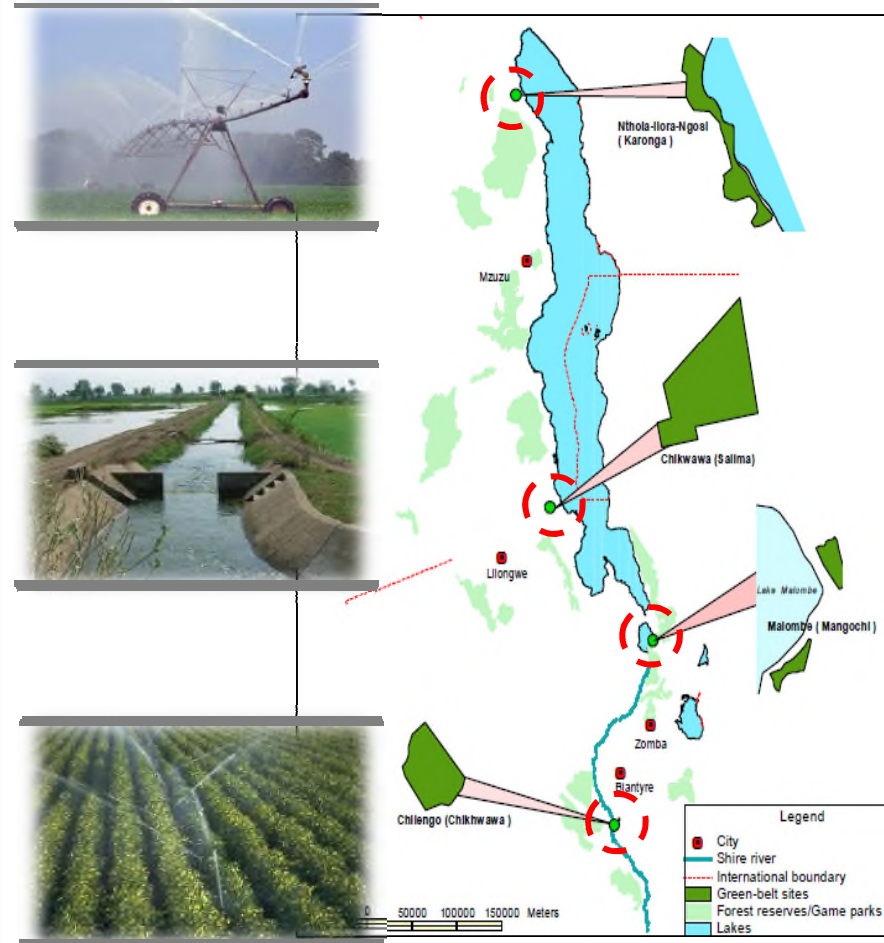 Nthola-Ilora-Ngosi
( Karonga )
Mzuzu
Chikwawa (Salima)
Lilongwe
Lake Malombe
Malombe ( Mangochi )
Zomba
Blantyre
Chilengo (Chikhwawa )
Legend
City
Shire river
International boundary
Green-belt sites
Forest reserves/Game parks
Lakes
0 50000 100000 150000 Meters